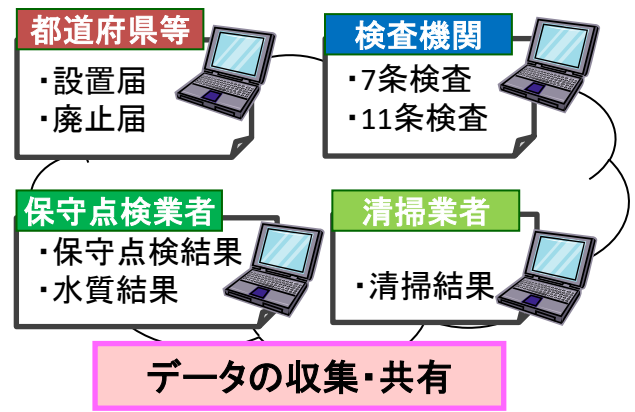 都道府県等
・設置届
・廃止届
検査機関
・7条検査
・11条検査
保守点検業者
・保守点検結果
・水質結果
清掃業者
・清掃結果
データの収集・共有